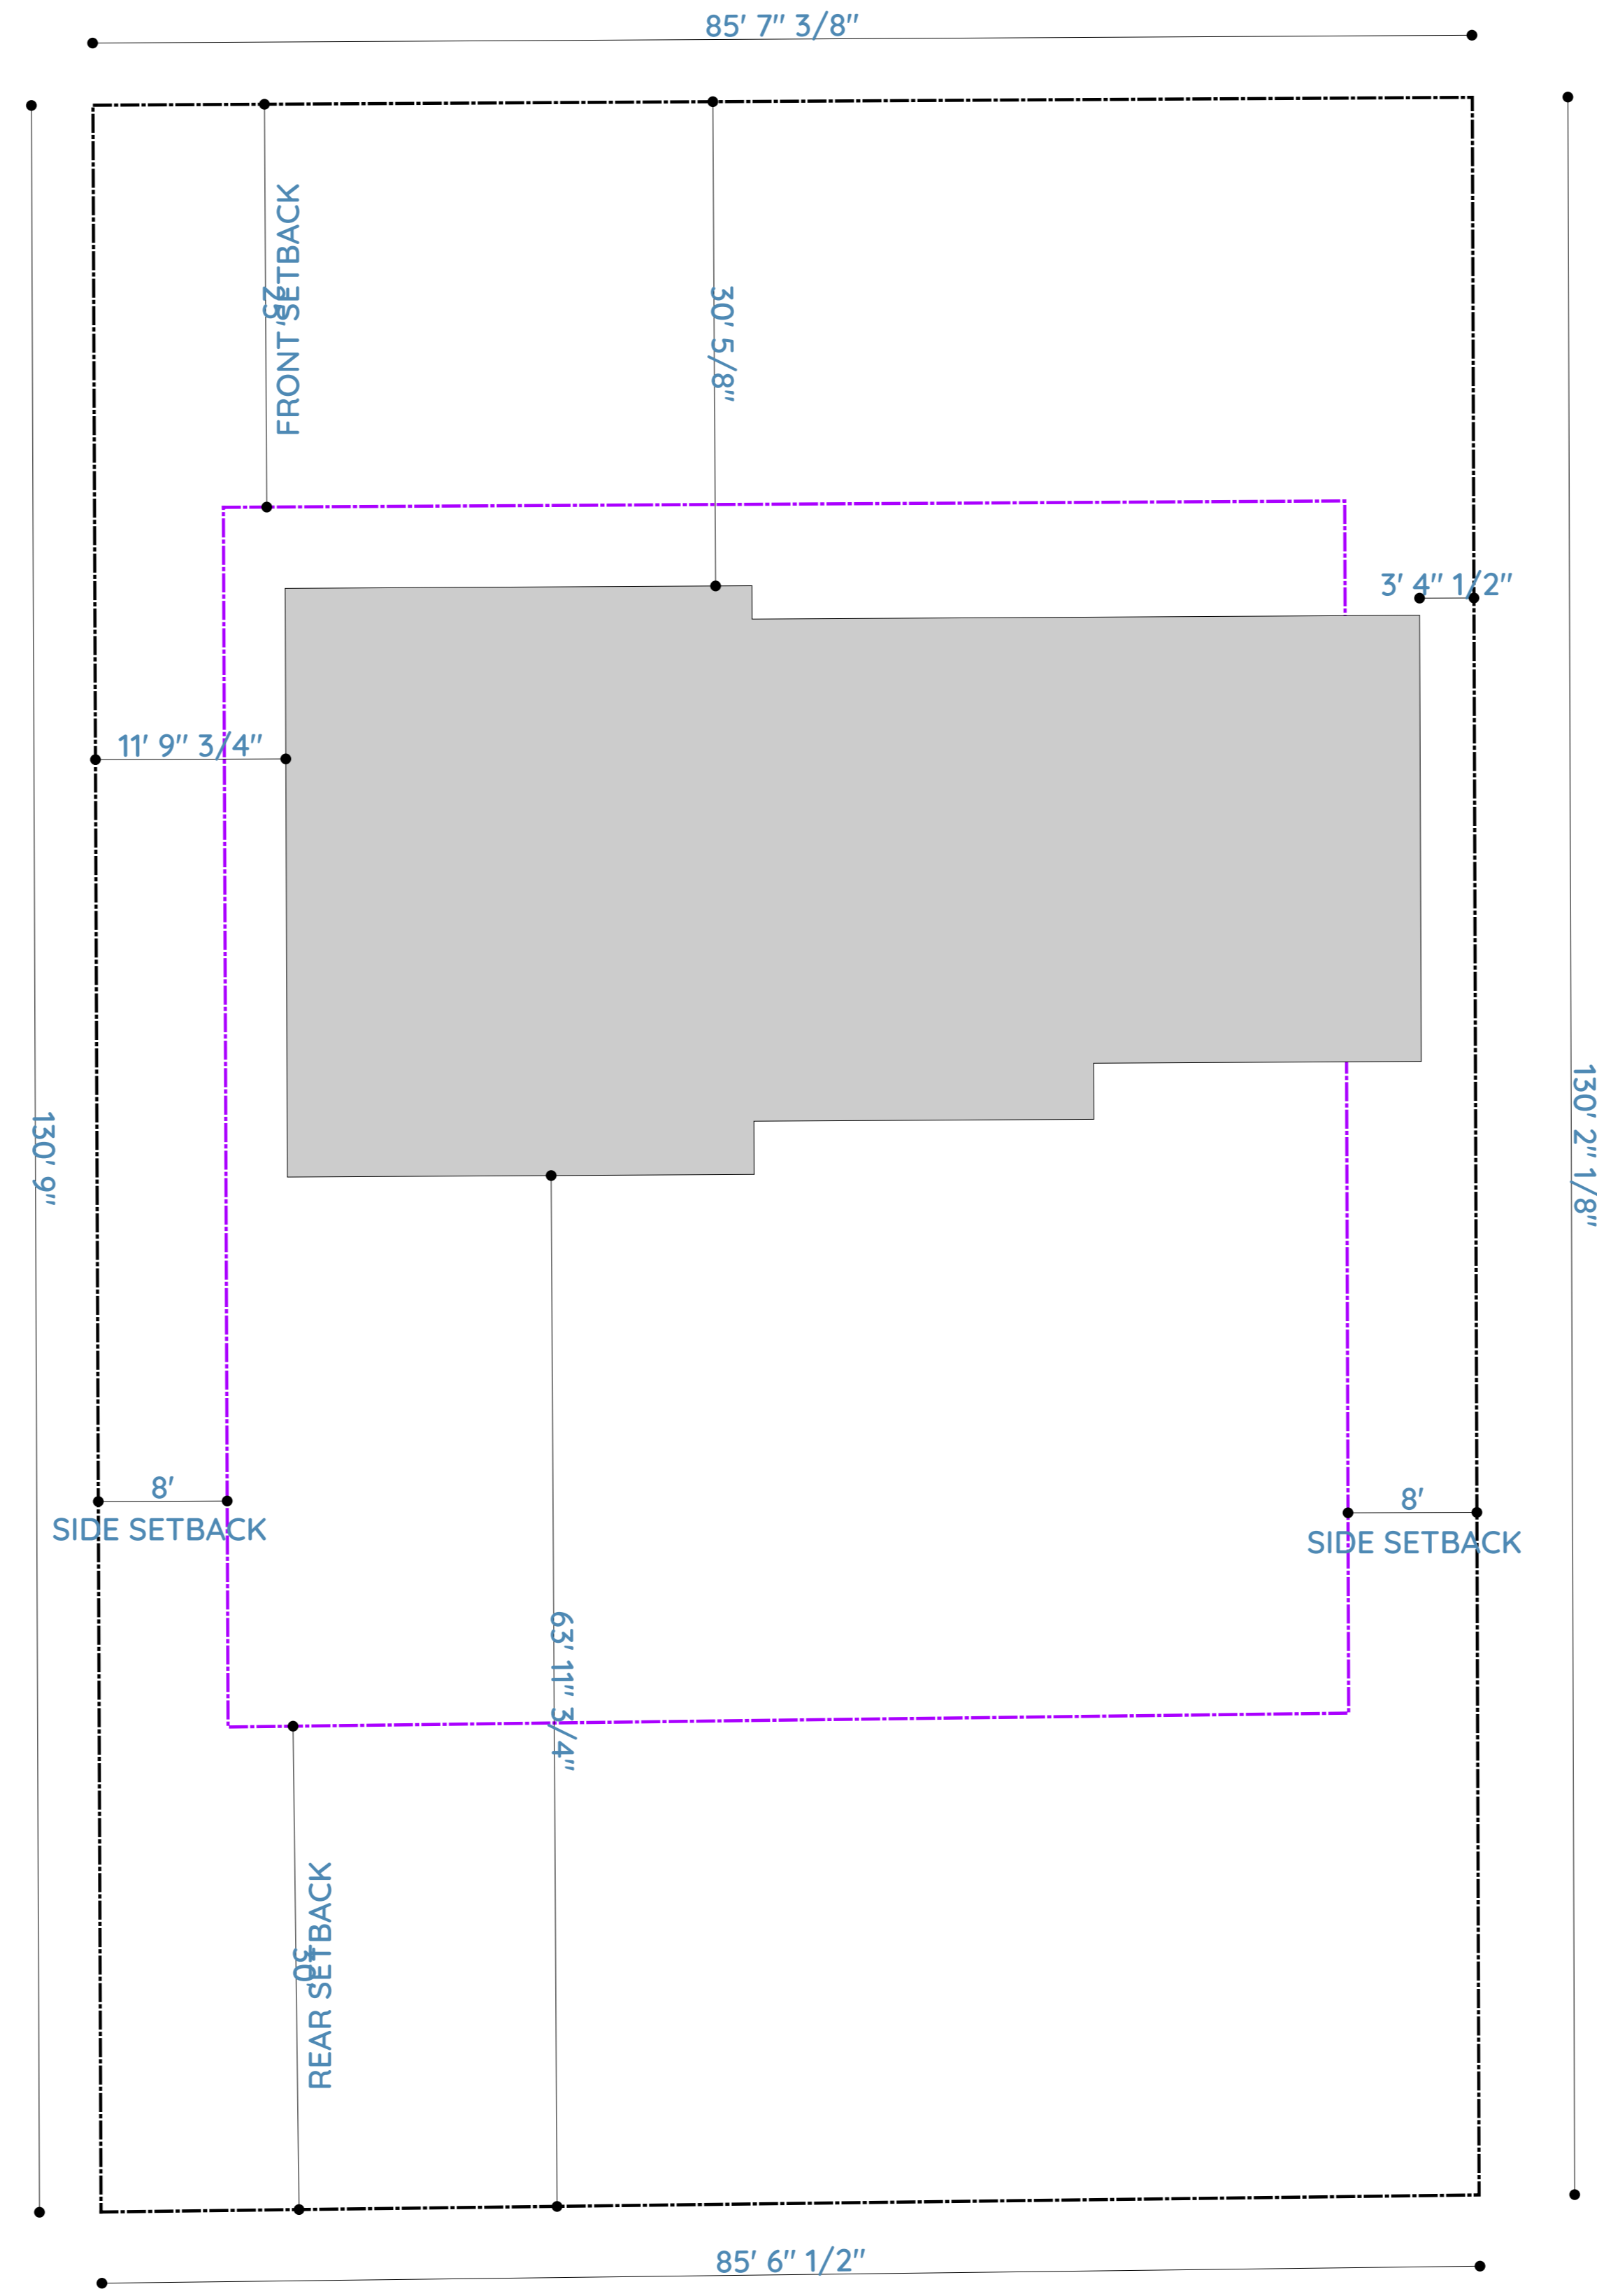 85' 7" 3/8"
FRONT SETBACK
25'
30' 5/8"
3' 4" 1/2"
11' 9" 3/4"
130' 9"
130' 2" 1/8"
8'
SIDE SETBACK
8'
SIDE SETBACK
63' 11" 3/4"
REAR SETBACK
30'
85' 6" 1/2"